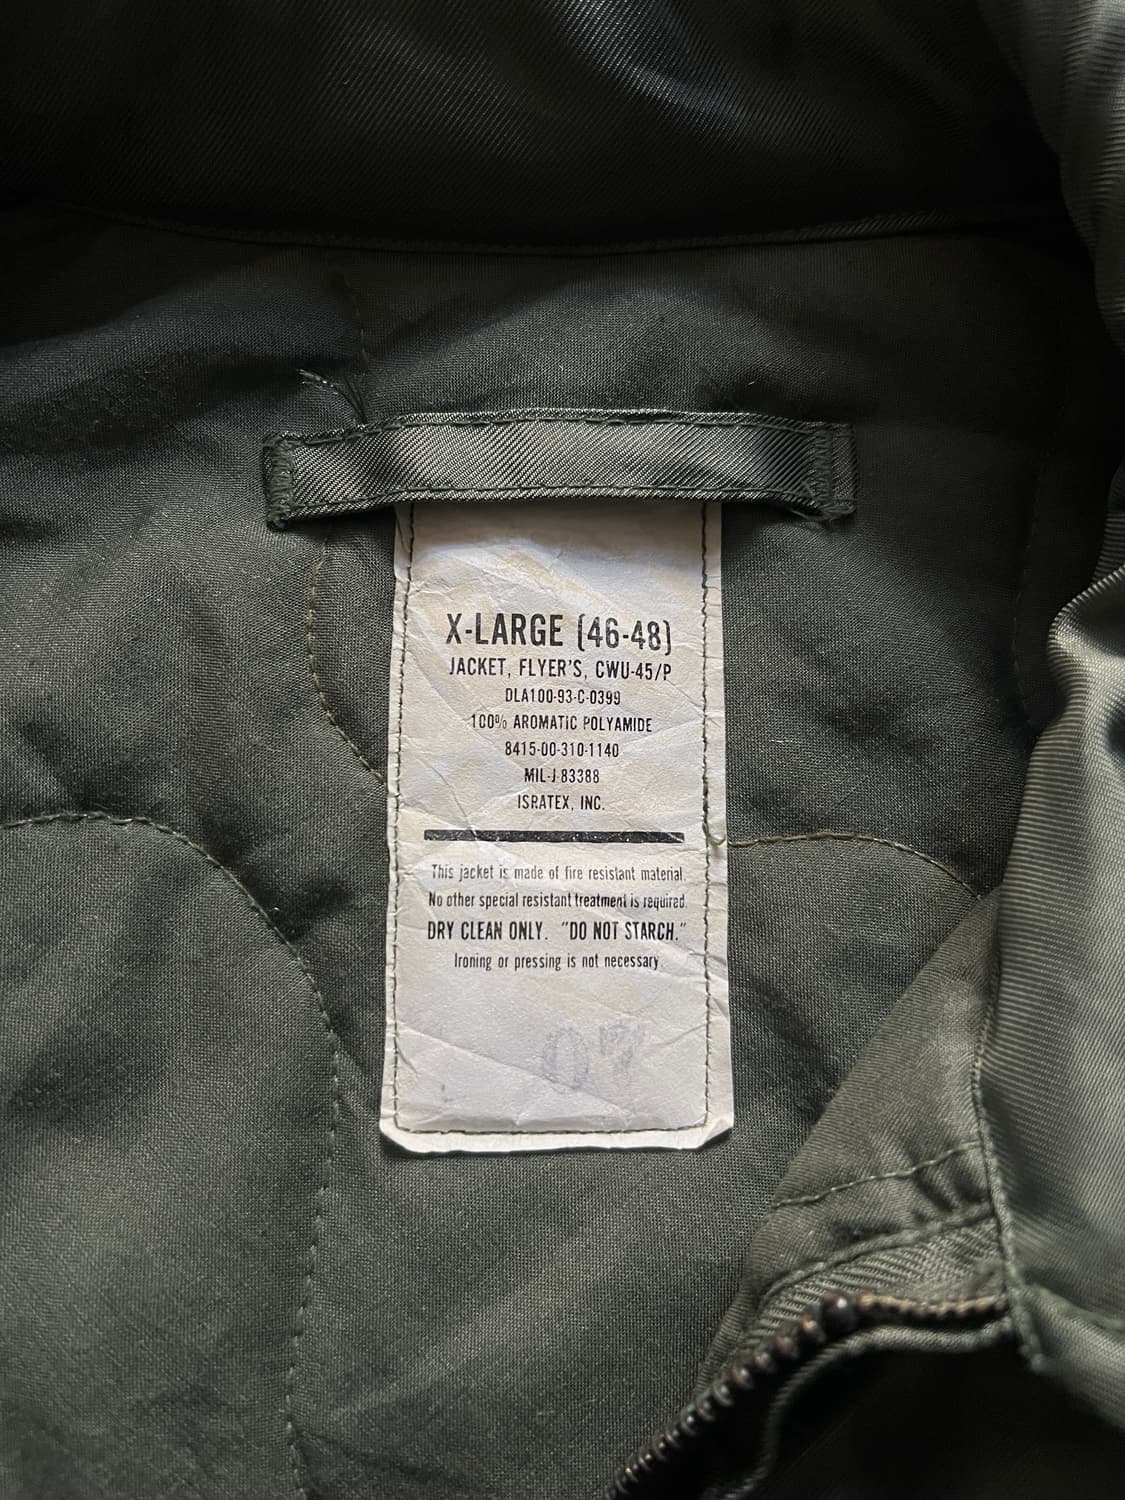 X-LARGE (46-48)
JACKET, FLYER'S, CWU-45/P
DLA100-93-C-0399
100% AROMATIC POLYAMIDE
8415-00-310-1140
MIL-J-83388
ISRATEX, INC.
This jacket is made of fire resistant material.
No other special resistant treatment is required.
DRY CLEAN ONLY. "DO NOT STARCH."
Ironing or pressing is not necessary.
07